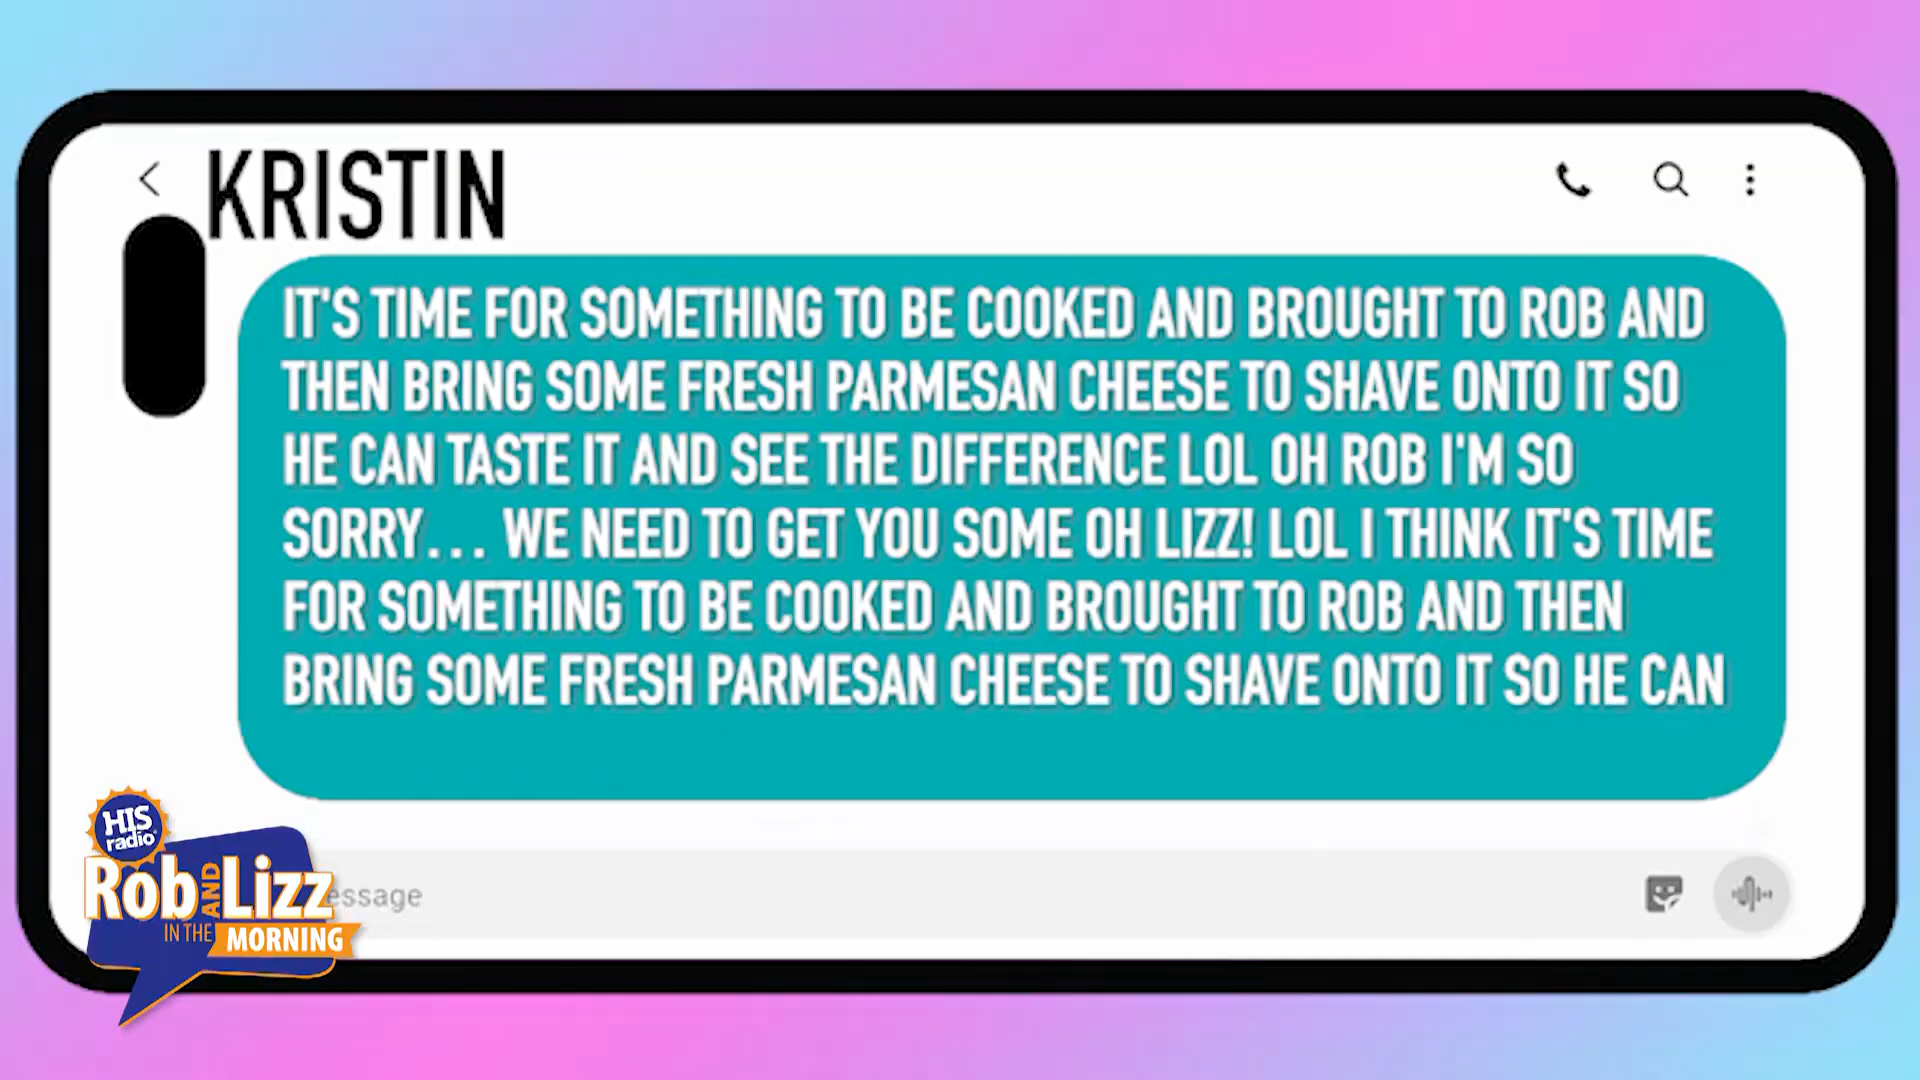 KRISTIN
IT'S TIME FOR SOMETHING TO BE COOKED AND BROUGHT TO ROB AND
THEN BRING SOME FRESH PARMESAN CHEESE TO SHAVE ONTO IT SO
HE CAN TASTE IT AND SEE THE DIFFERENCE LOL OH ROB I'M SO
SORRY... WE NEED TO GET YOU SOME OH LIZZ! LOL I THINK IT'S TIME
FOR SOMETHING TO BE COOKED AND BROUGHT TO ROB AND THEN
BRING SOME FRESH PARMESAN CHEESE TO SHAVE ONTO IT SO HE CAN
essage
HIS
radio
Rob AND Lizz
IN THE MORNING